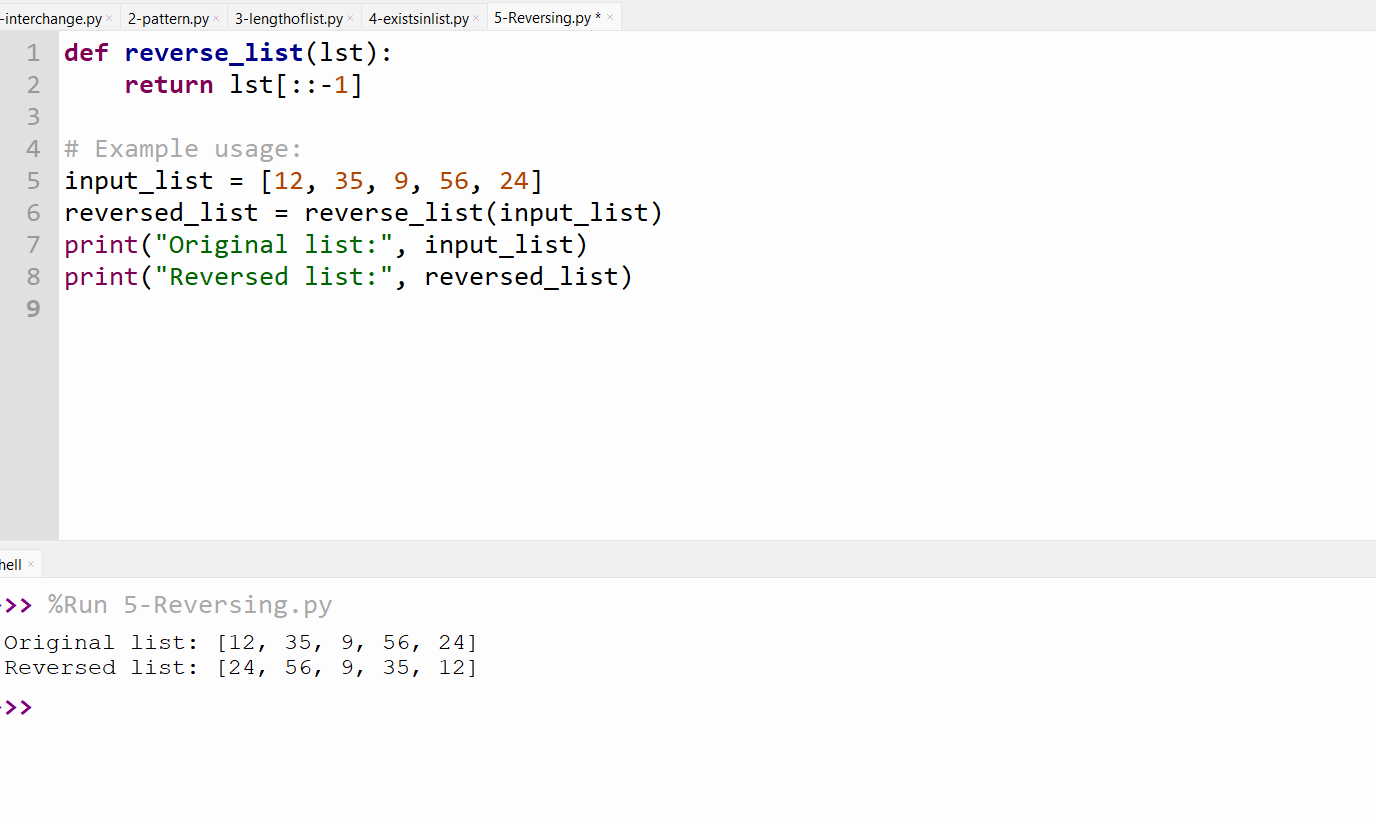 -interchange.py × 2-pattern.py × 3-lengthoflist.py × 4-existsinlist.py × 5-Reversing.py * ×
1 def reverse_list(lst):
2     return lst[::-1]
3
4 # Example usage:
5 input_list = [12, 35, 9, 56, 24]
6 reversed_list = reverse_list(input_list)
7 print("Original list:", input_list)
8 print("Reversed list:", reversed_list)
9
hell ×
>>> %Run 5-Reversing.py
Original list: [12, 35, 9, 56, 24]
Reversed list: [24, 56, 9, 35, 12]
>>>